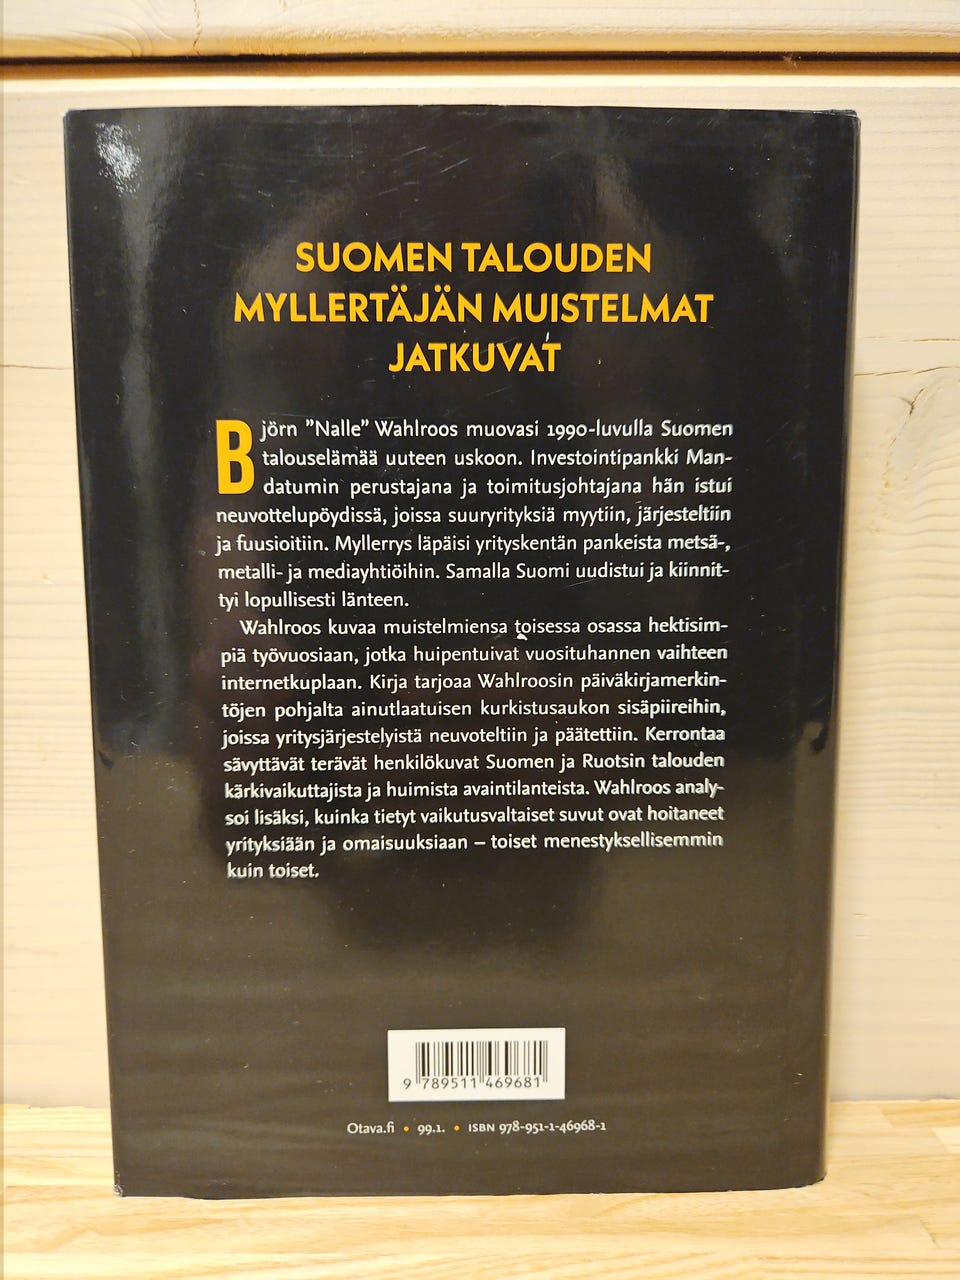 SUOMEN TALOUDEN
MYLLERTÄJÄN MUISTELMAT
JATKUVAT
Björn ”Nalle” Wahlroos muovasi 1990-luvulla Suomen
talouselämää uuteen uskoon. Investointipankki Man-
datumin perustajana ja toimitusjohtajana hän istui
neuvottelupöydissä, joissa suuryrityksiä myytiin, järjesteltiin
ja fuusioitiin. Myllerrys läpäisi yrityskentän pankeista metsä-,
metalli- ja mediayhtiöihin. Samalla Suomi uudistui ja kiinnit-
tyi lopullisesti länteen.
Wahlroos kuvaa muistelmiensa toisessa osassa hektisim-
piä työvuosiaan, jotka huipentuivat vuosituhannen vaihteen
internetkuplaan. Kirja tarjoaa Wahlroosin päiväkirjamerkin-
töjen pohjalta ainutlaatuisen kurkistusaukon sisäpiireihin,
joissa yritysjärjestelyistä neuvoteltiin ja päätettiin. Kerrontaa
sävyttävät terävät henkilökuvat Suomen ja Ruotsin talouden
kärkivaikuttajista ja huimista avaintilanteista. Wahlroos analy-
soi lisäksi, kuinka tietyt vaikutusvaltaiset suvut ovat hoitaneet
yrityksiään ja omaisuuksiaan – toiset menestyksellisemmin
kuin toiset.
9 789511 469681
Otava.fi • 99.1. • ISBN 978-951-1-46968-1